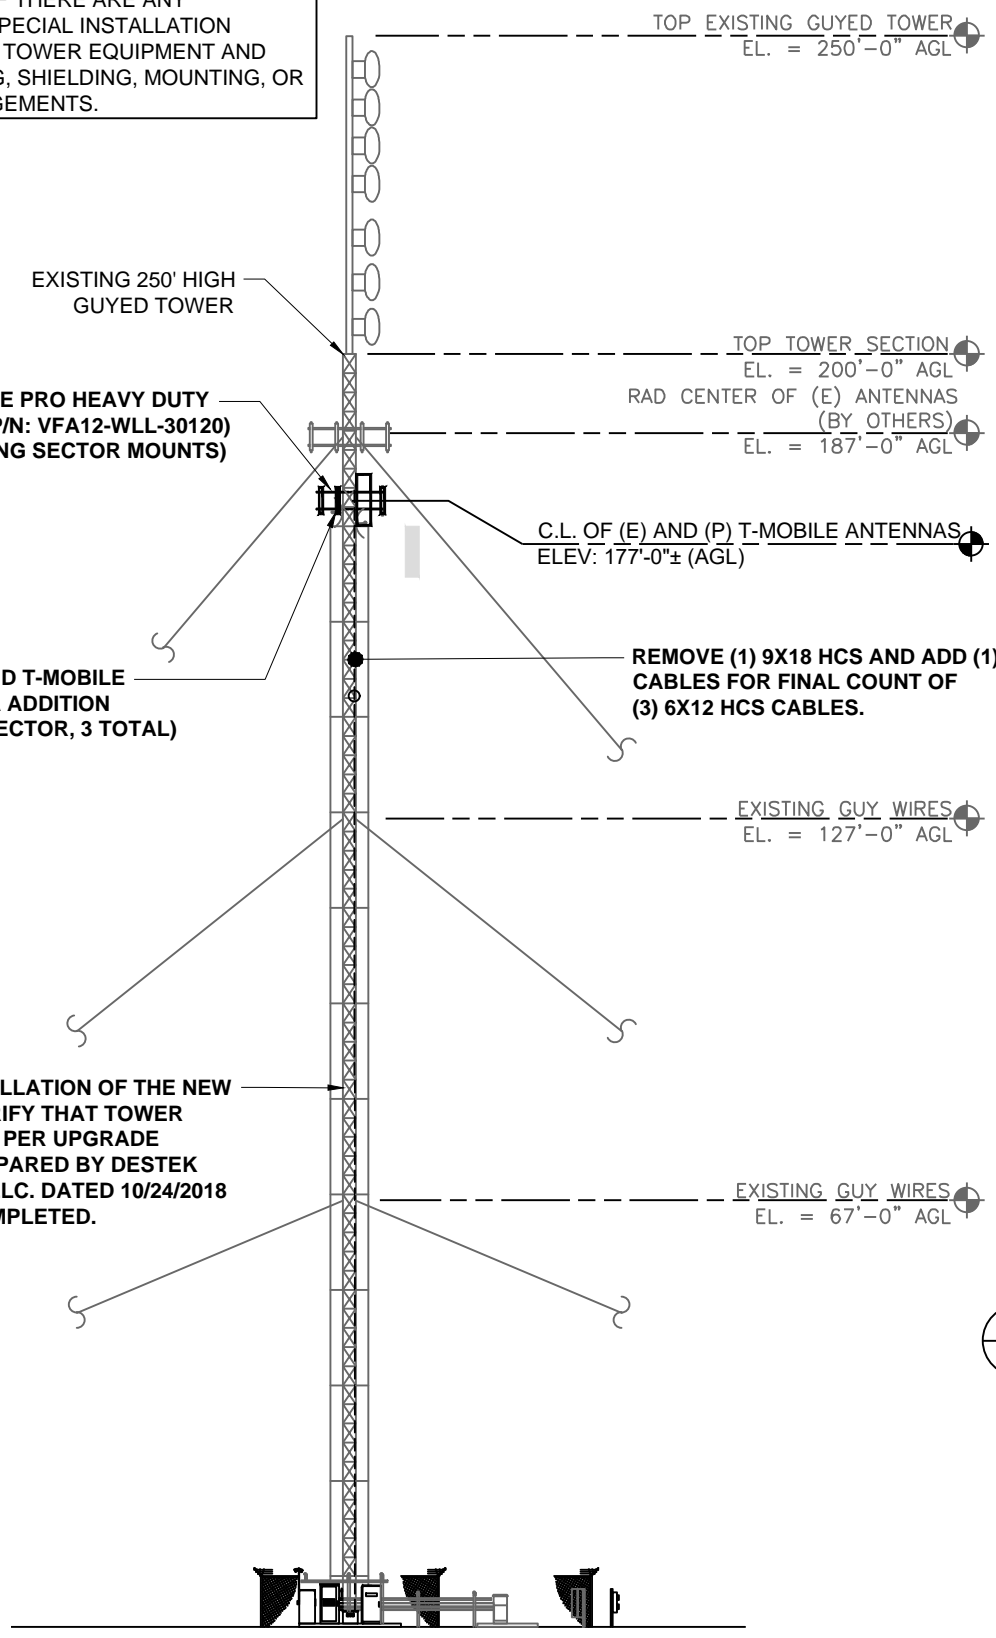 THERE ARE ANY
PECIAL INSTALLATION
TOWER EQUIPMENT AND
G, SHIELDING, MOUNTING, OR
GEMENTS.
TOP EXISTING GUYED TOWER
EL. = 250'-0" AGL
EXISTING 250' HIGH
GUYED TOWER
TOP TOWER SECTION
EL. = 200'-0" AGL
RAD CENTER OF (E) ANTENNAS
(BY OTHERS)
EL. = 187'-0" AGL
E PRO HEAVY DUTY
P/N: VFA12-WLL-30120)
NG SECTOR MOUNTS)
C.L. OF (E) AND (P) T-MOBILE ANTENNAS
ELEV: 177'-0"± (AGL)
D T-MOBILE
ADDITION
ECTOR, 3 TOTAL)
REMOVE (1) 9X18 HCS AND ADD (1)
CABLES FOR FINAL COUNT OF
(3) 6X12 HCS CABLES.
EXISTING GUY WIRES
EL. = 127'-0" AGL
LLATION OF THE NEW
RIFY THAT TOWER
PER UPGRADE
PARED BY DESTEK
LC. DATED 10/24/2018
MPLETED.
EXISTING GUY WIRES
EL. = 67'-0" AGL